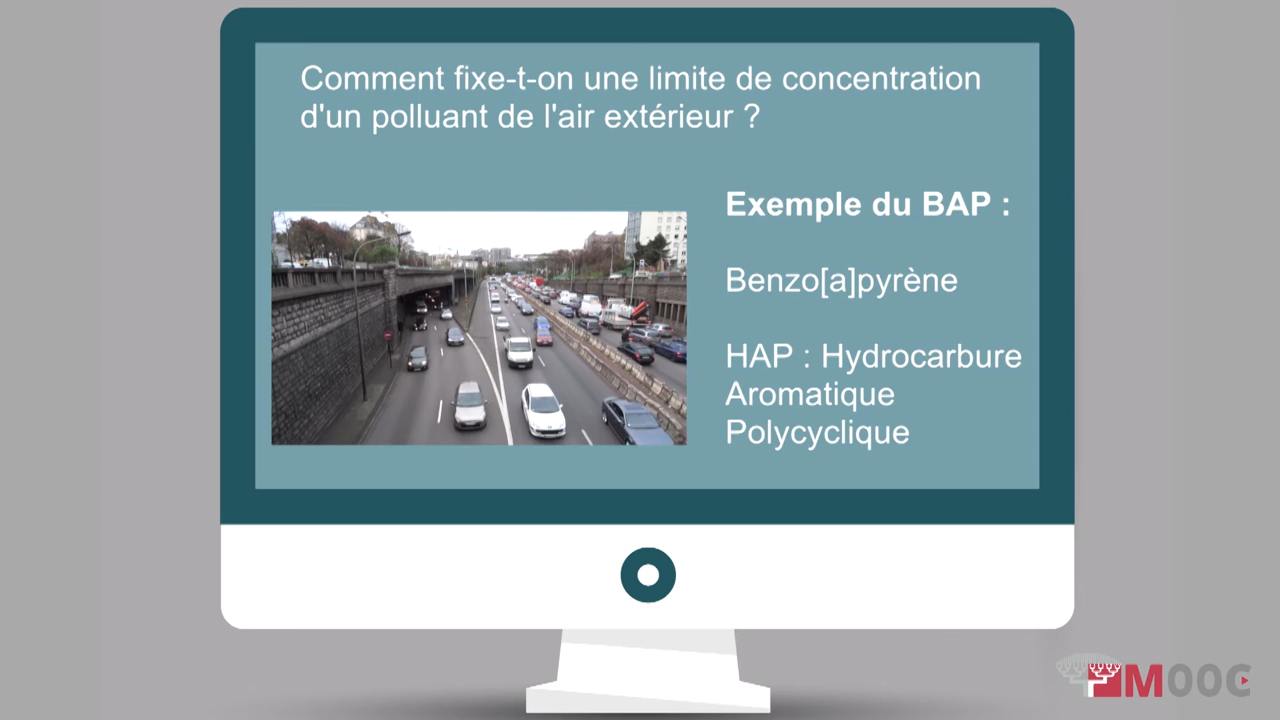 Comment fixe-t-on une limite de concentration
d'un polluant de l'air extérieur ?
Exemple du BAP :
Benzo[a]pyrène
HAP : Hydrocarbure
Aromatique
Polycyclique
MOOC